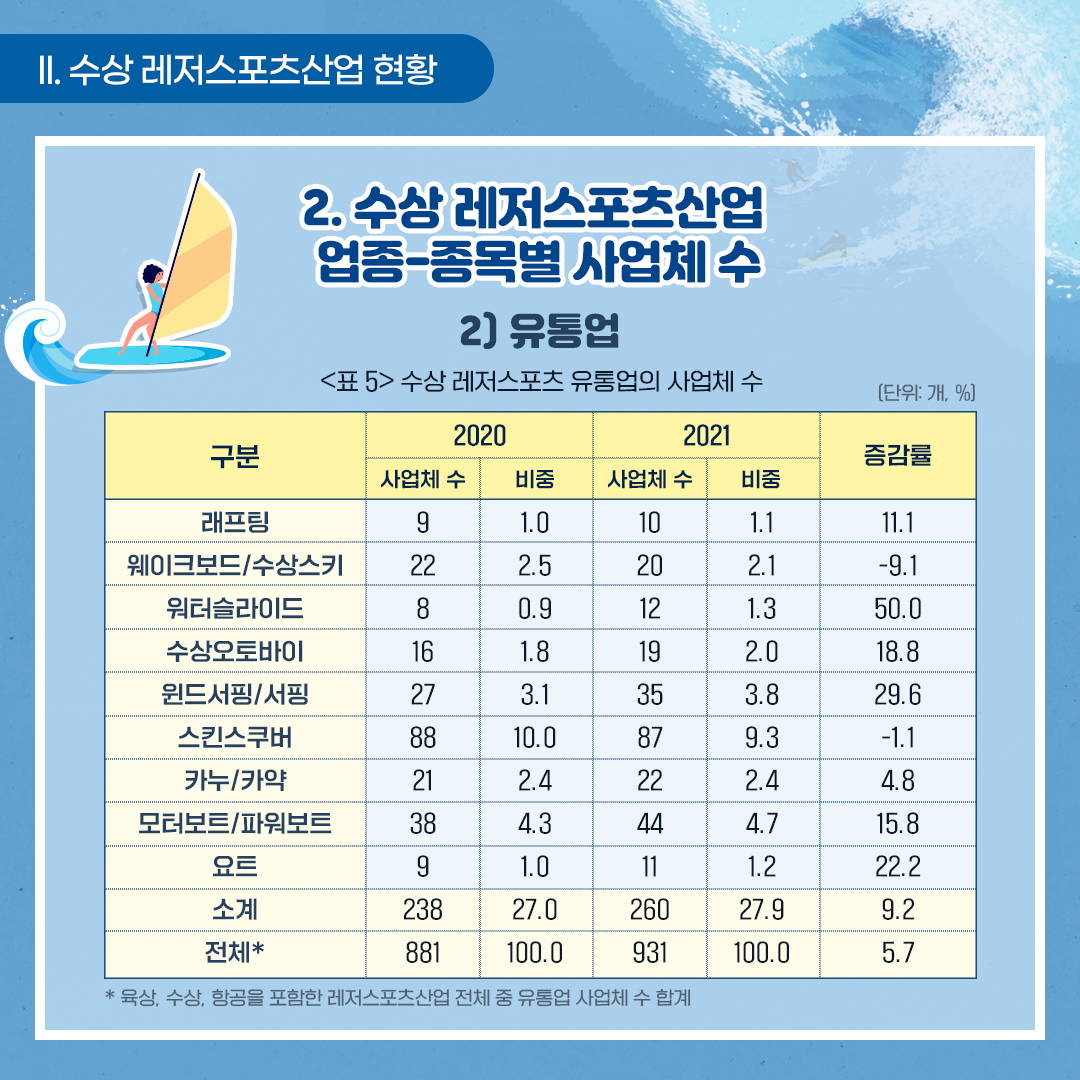 II. 수상 레저스포츠산업 현황
2. 수상 레저스포츠산업
업종-종목별 사업체 수
2) 유통업
<표 5> 수상 레저스포츠 유통업의 사업체 수
(단위: 개, %)
구분 2020 2021 증감률
사업체 수 비중 사업체 수 비중
래프팅 9 1.0 10 1.1 11.1
웨이크보드/수상스키 22 2.5 20 2.1 -9.1
워터슬라이드 8 0.9 12 1.3 50.0
수상오토바이 16 1.8 19 2.0 18.8
윈드서핑/서핑 27 3.1 35 3.8 29.6
스킨스쿠버 88 10.0 87 9.3 -1.1
카누/카약 21 2.4 22 2.4 4.8
모터보트/파워보트 38 4.3 44 4.7 15.8
요트 9 1.0 11 1.2 22.2
소계 238 27.0 260 27.9 9.2
전체* 881 100.0 931 100.0 5.7
* 육상, 수상, 항공을 포함한 레저스포츠산업 전체 중 유통업 사업체 수 합계